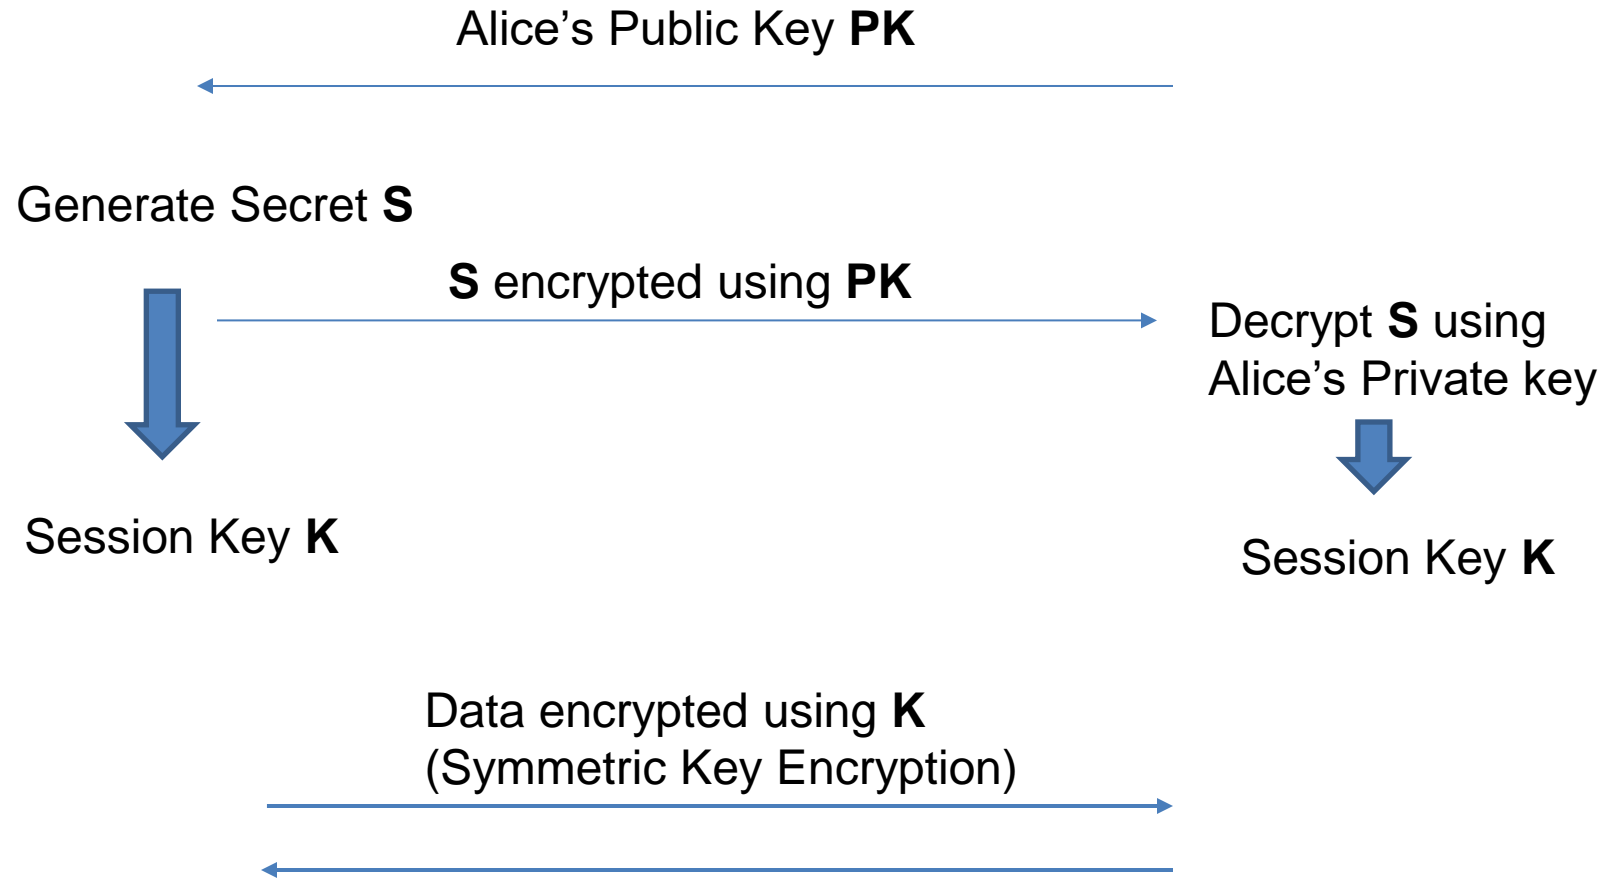 Alice’s Public Key PK
Generate Secret S
S encrypted using PK
Decrypt S using
Alice’s Private key
Session Key K
Session Key K
Data encrypted using K
(Symmetric Key Encryption)